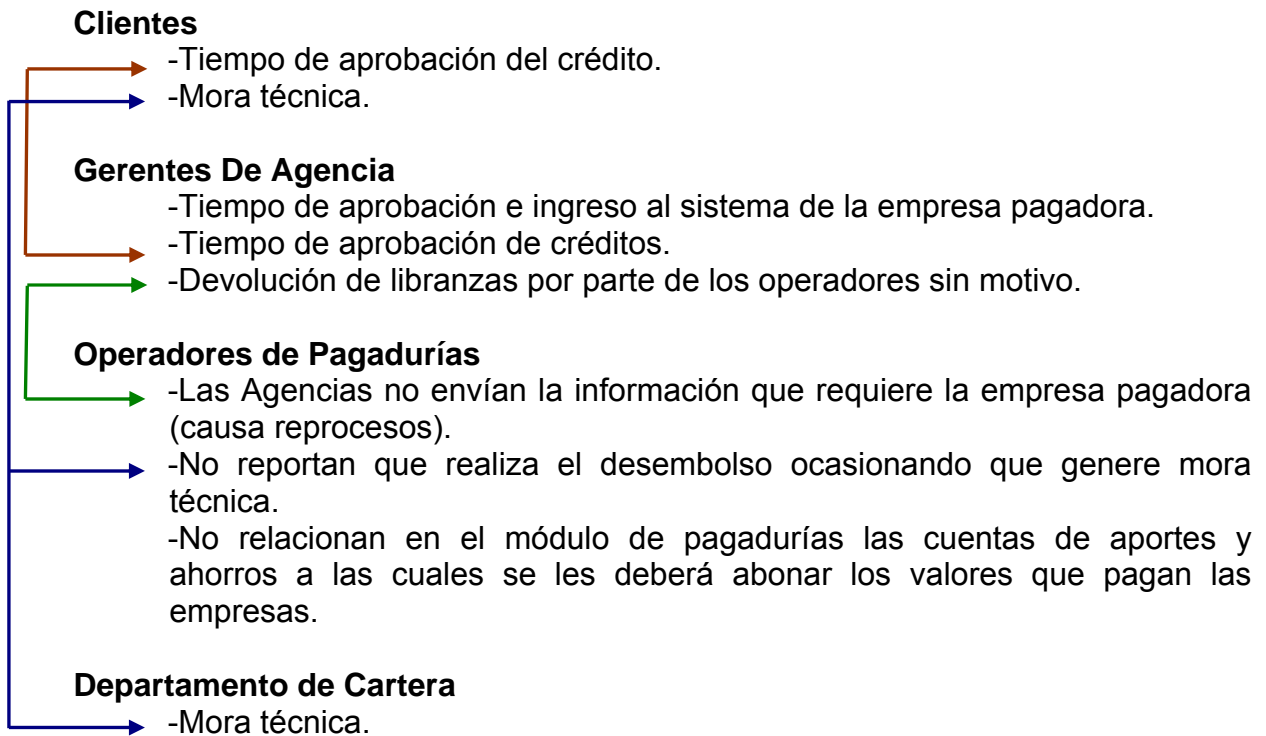 Clientes
-Tiempo de aprobación del crédito.
-Mora técnica.
Gerentes De Agencia
-Tiempo de aprobación e ingreso al sistema de la empresa pagadora.
-Tiempo de aprobación de créditos.
-Devolución de libranzas por parte de los operadores sin motivo.
Operadores de Pagadurías
-Las Agencias no envían la información que requiere la empresa pagadora
(causa reprocesos).
-No reportan que realiza el desembolso ocasionando que genere mora
técnica.
-No relacionan en el módulo de pagadurías las cuentas de aportes y
ahorros a las cuales se les deberá abonar los valores que pagan las
empresas.
Departamento de Cartera
-Mora técnica.